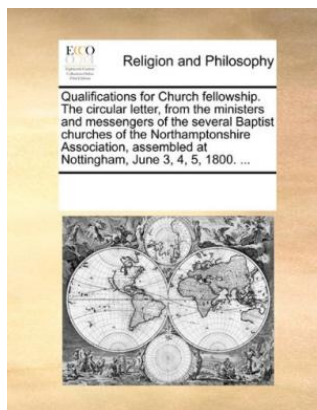 ECCO
Religion and Philosophy
Qualifications for Church fellowship.
The circular letter, from the ministers
and messengers of the several Baptist
churches of the Northamptonshire
Association, assembled at
Nottingham, June 3, 4, 5, 1800. ...